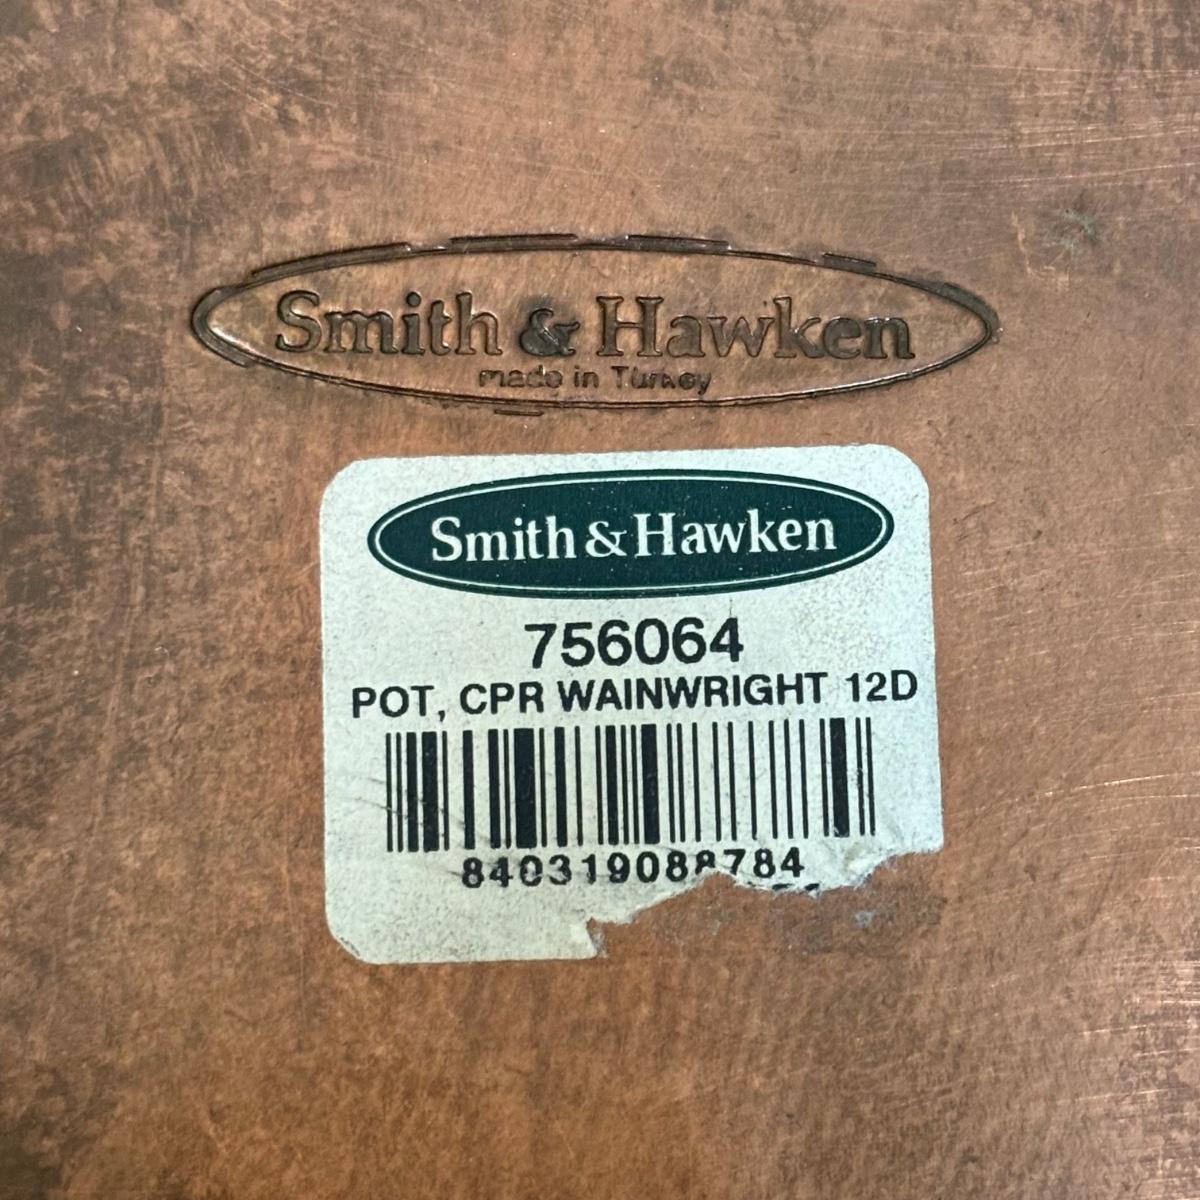 Smith & Hawken
made in Turkey
Smith & Hawken
756064
POT, CPR WAINWRIGHT 12D
840319088784